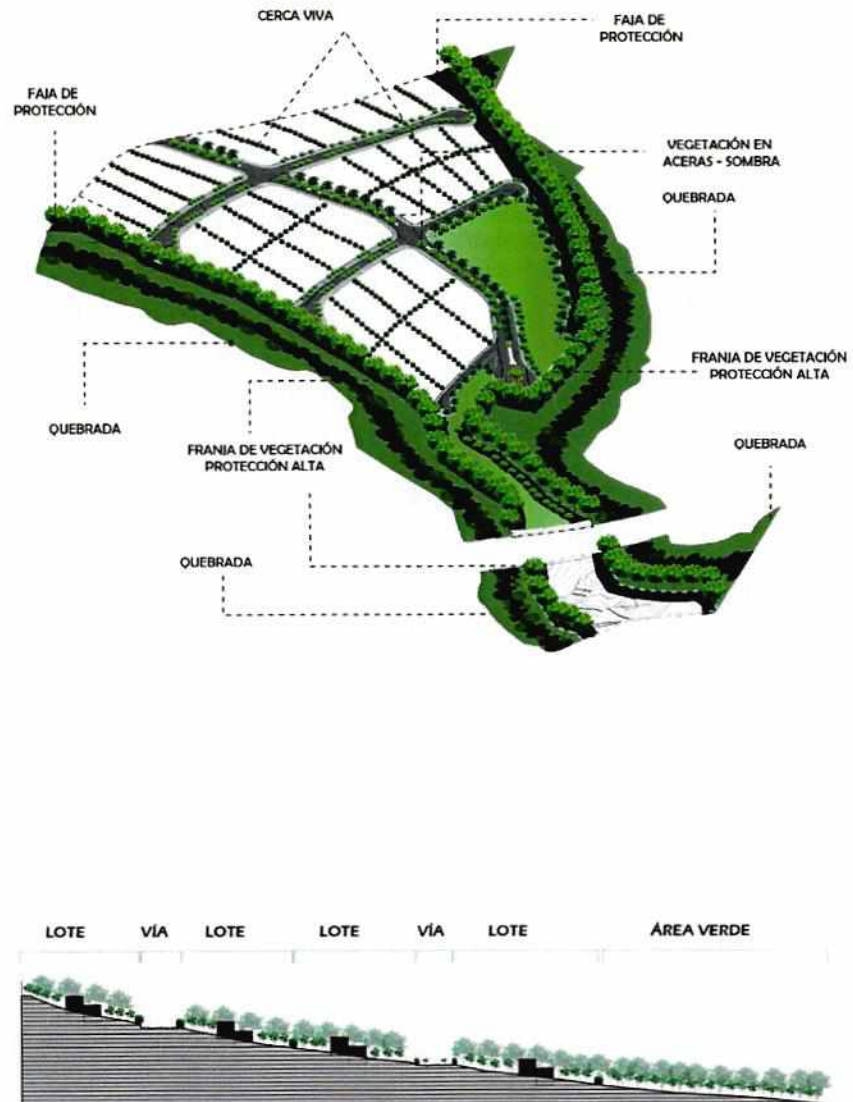 CERCA VIVA
FAJA DE
PROTECCIÓN
FAJA DE
PROTECCIÓN
VEGETACIÓN EN
ACERAS - SOMBRA
QUEBRADA
FRANJA DE VEGETACIÓN
PROTECCIÓN ALTA
QUEBRADA
FRANJA DE VEGETACIÓN
PROTECCIÓN ALTA
QUEBRADA
QUEBRADA
LOTE VÍA LOTE LOTE VÍA LOTE ÁREA VERDE